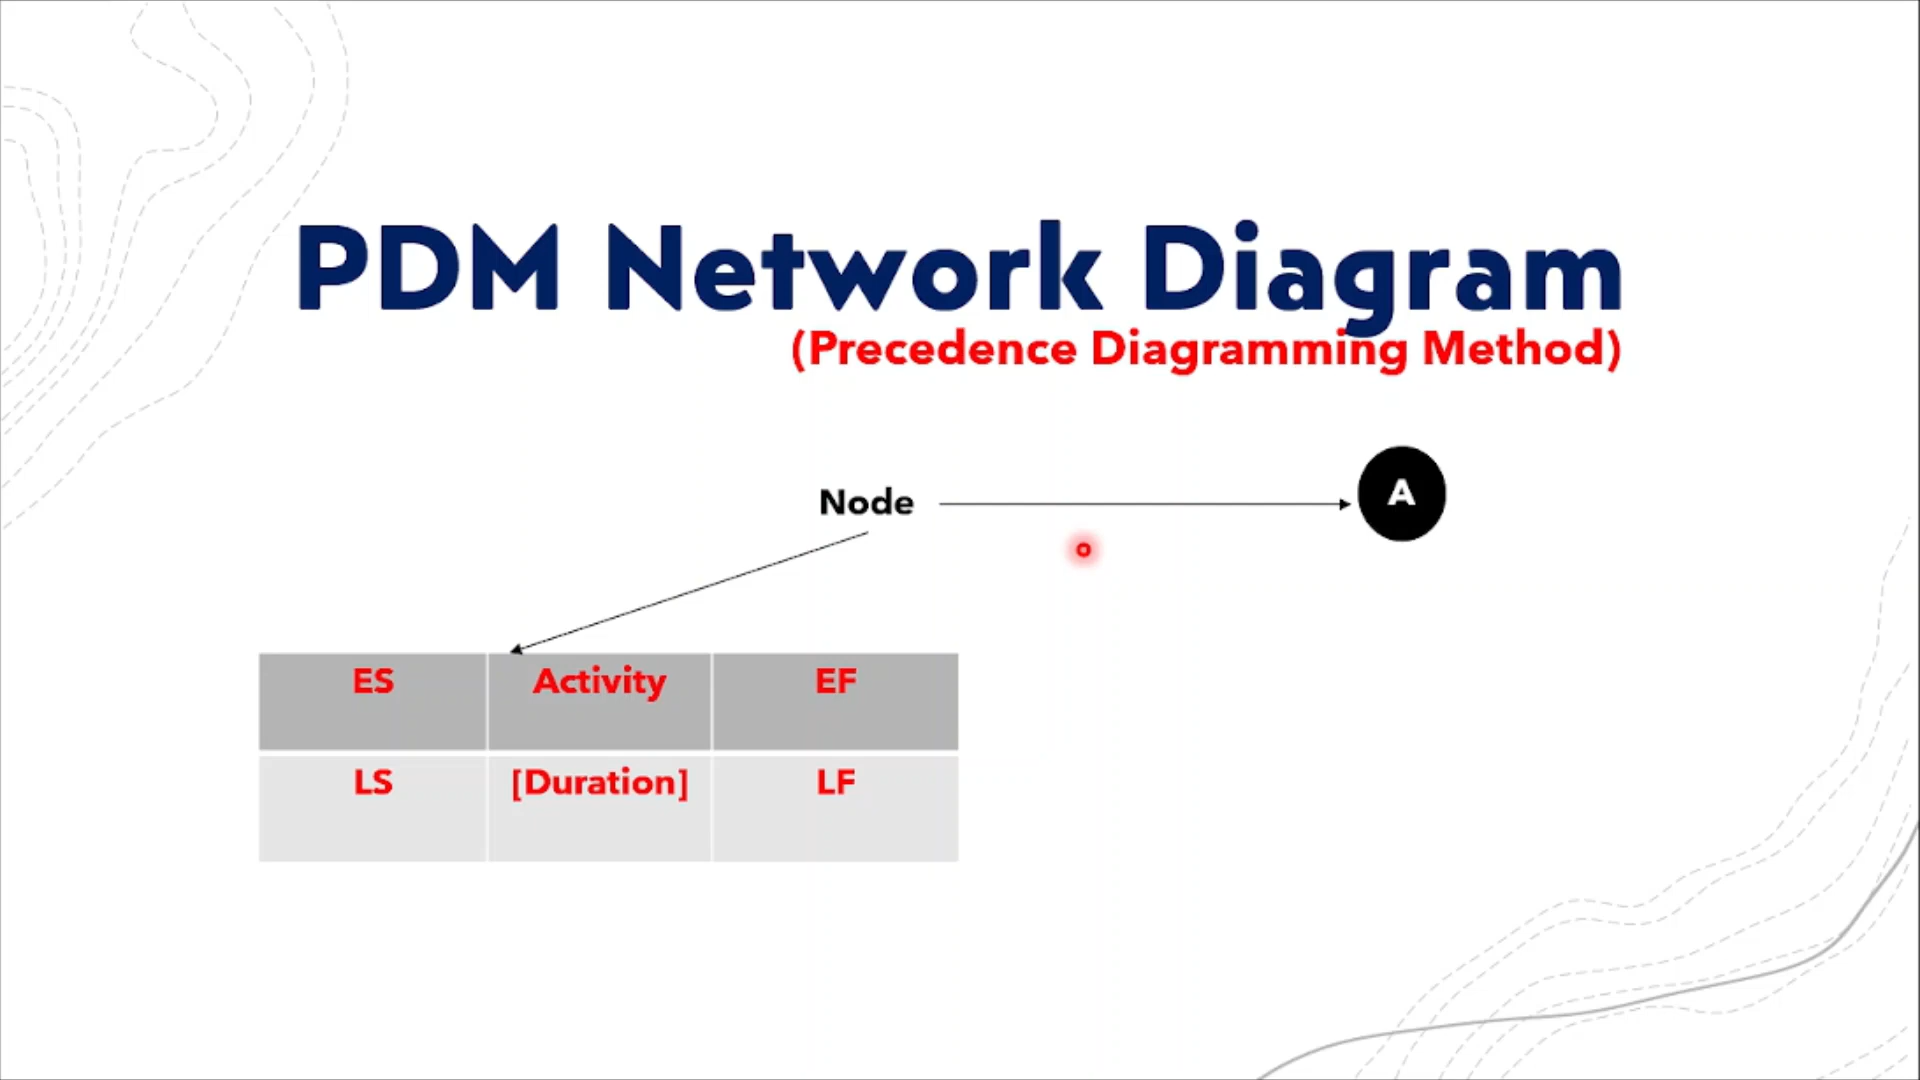 PDM Network Diagram
(Precedence Diagramming Method)
Node
A
ES Activity EF
LS [Duration] LF